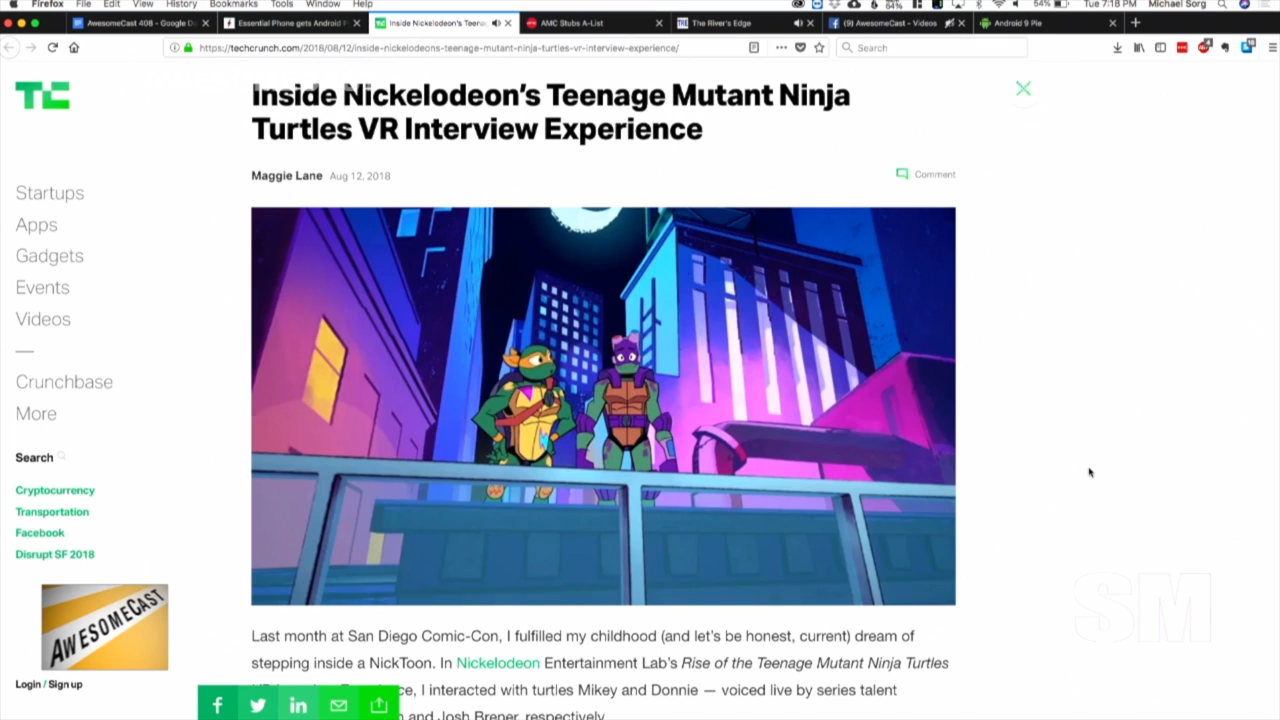 Firefox File Edit View History Bookmarks Tools Window Help
54% Tue 7:18 PM Michael Sorg
AwesomeCast 408 - Google D
Essential Phone gets Android P
Inside Nickelodeon's Teena
AMC Stubs A-List
The River's Edge
(9) AwesomeCast - Videos
Android 9 Pie
https://techcrunch.com/2018/08/12/inside-nickelodeons-teenage-mutant-ninja-turtles-vr-interview-experience/
Search
TC
Inside Nickelodeon's Teenage Mutant Ninja
Turtles VR Interview Experience
Maggie Lane Aug 12, 2018
Comment
Startups
Apps
Gadgets
Events
Videos
Crunchbase
More
Search
Cryptocurrency
Transportation
Facebook
Disrupt SF 2018
AWESOMECAST
Login / Sign up
SM
Last month at San Diego Comic-Con, I fulfilled my childhood (and let's be honest, current) dream of
stepping inside a NickToon. In Nickelodeon Entertainment Lab's Rise of the Teenage Mutant Ninja Turtles
ce, I interacted with turtles Mikey and Donnie — voiced live by series talent
and Josh Brener, respectively.